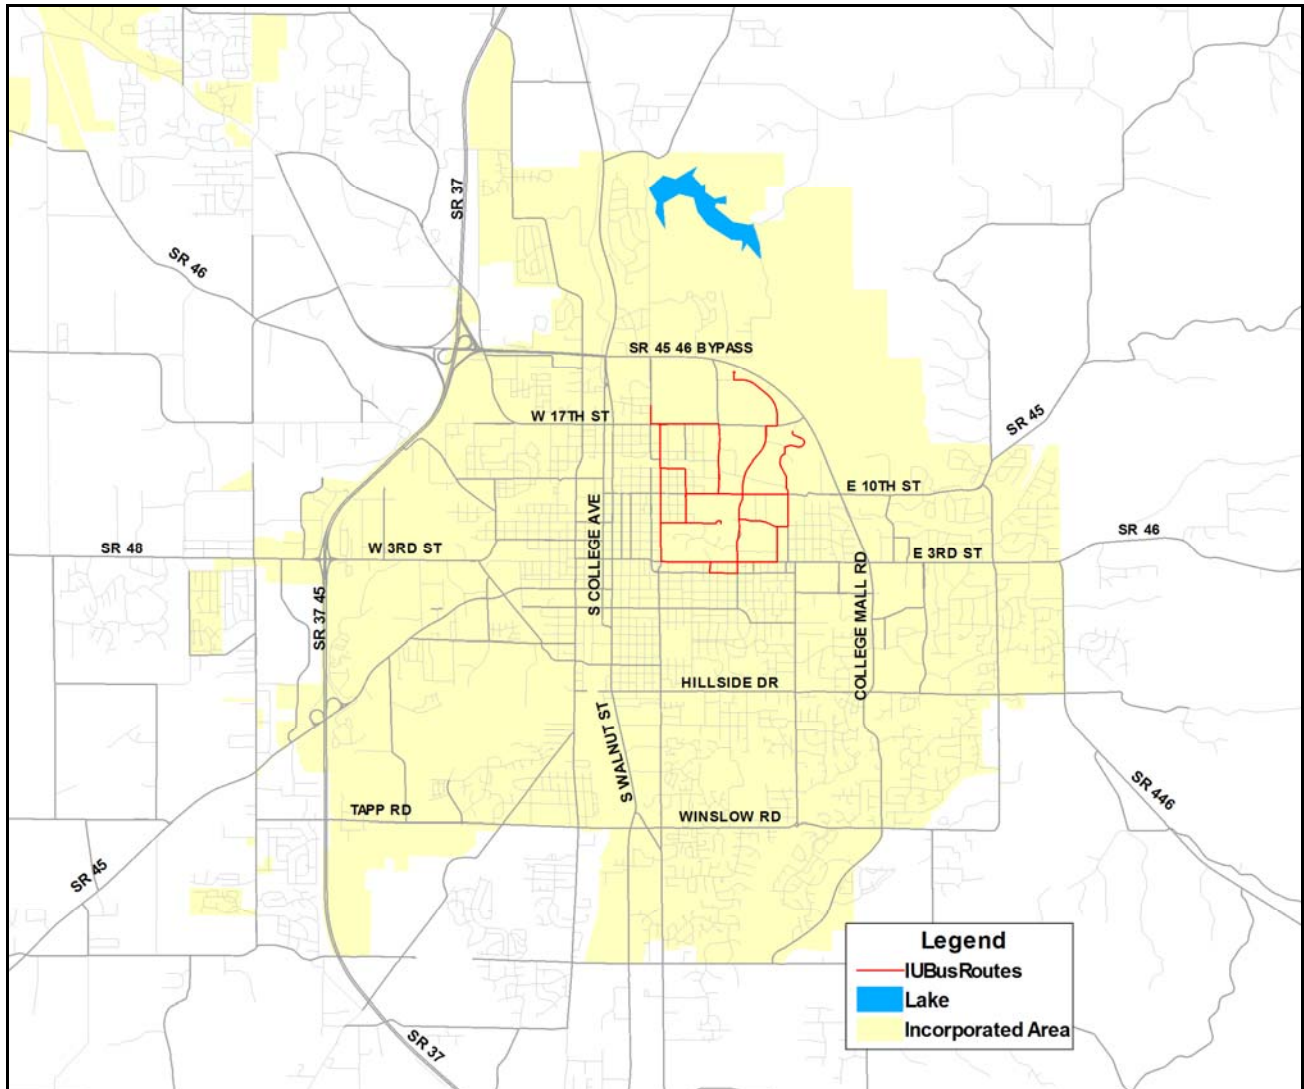 SR 37
SR 46
SR 45 46 BYPASS
W 17TH ST
SR 45
E 10TH ST
S COLLEGE AVE
SR 46
SR 48
W 3RD ST
E 3RD ST
SR 37 45
COLLEGE MALL RD
HILLSIDE DR
S WALNUT ST
SR 446
TAPP RD
WINSLOW RD
SR 45
SR 37
Legend
IUBusRoutes
Lake
Incorporated Area